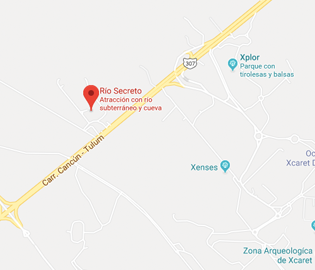 Xplor
Parque con
tirolesas y balsas
307
Río Secreto
Atracción con río
subterráneo y cueva
Carr. Cancún - Tulum
Xenses
Oc
Xcaret D
Zona Arqueologica
de Xcaret